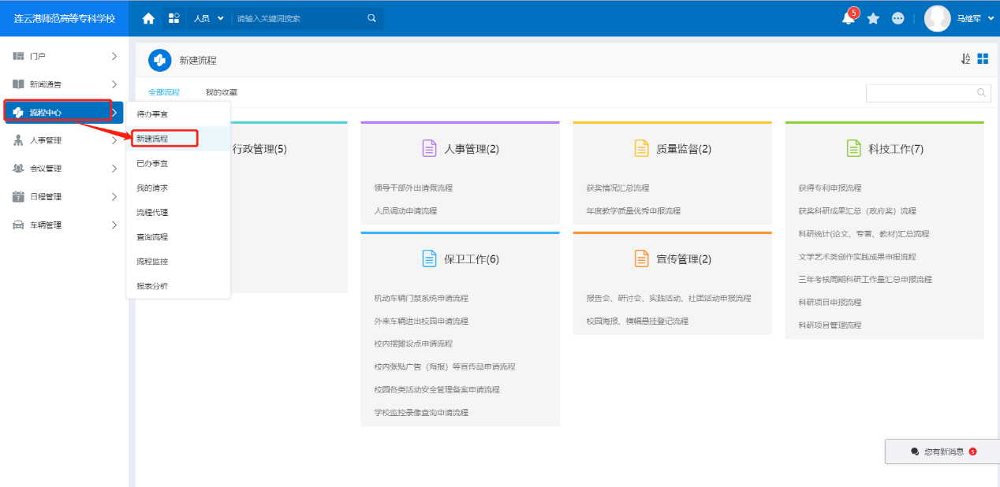 连云港师范高等专科学校
人员
请输入关键词搜索
5
马继军
门户
新闻通告
流程中心
人事管理
会议管理
7
日程管理
车辆管理
新建流程
全部流程
我的收藏
待办事宜
新建流程
已办事宜
我的请求
流程代理
查询流程
流程监控
报表分析
行政管理(5)
人事管理(2)
领导干部外出请假流程
人员调动申请流程
保卫工作(6)
机动车辆门禁系统申请流程
外来车辆进出校园申请流程
校内摆摊设点申请流程
校内张贴广告（海报）等宣传品申请流程
校园各类活动安全管理备案申请流程
学校监控录像查询申请流程
质量监督(2)
获奖情况汇总流程
年度教学质量优秀申报流程
宣传管理(2)
报告会、研讨会、实践活动、社团活动申报流程
校园海报、横幅悬挂登记流程
科技工作(7)
获得专利申报流程
获奖科研成果汇总（政府奖）流程
科研统计(论文、专著、教材)汇总流程
文学艺术类创作实践成果申报流程
三年考核周期科研工作量汇总申报流程
科研项目申报流程
科研项目管理流程
您有新消息 5